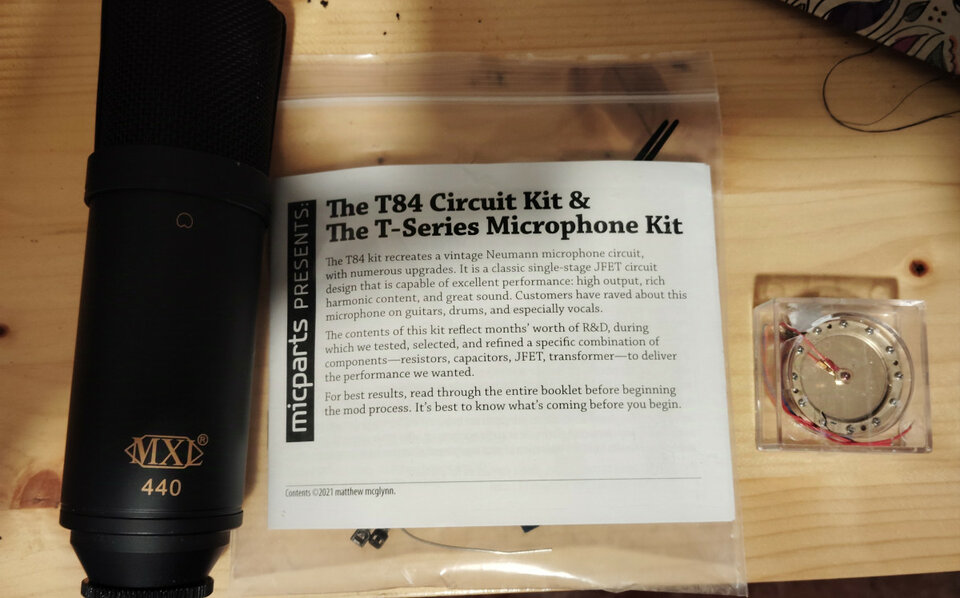 MXL®
440
micparts PRESENTS:
The T84 Circuit Kit &
The T-Series Microphone Kit
The T84 kit recreates a vintage Neumann microphone circuit,
with numerous upgrades. It is a classic single-stage JFET circuit
design that is capable of excellent performance: high output, rich
harmonic content, and great sound. Customers have raved about this
microphone on guitars, drums, and especially vocals.
The contents of this kit reflect months' worth of R&D, during
which we tested, selected, and refined a specific combination of
components—resistors, capacitors, JFET, transformer—to deliver
the performance we wanted.
For best results, read through the entire booklet before beginning
the mod process. It's best to know what's coming before you begin.
Contents ©2021 matthew mcglynn.